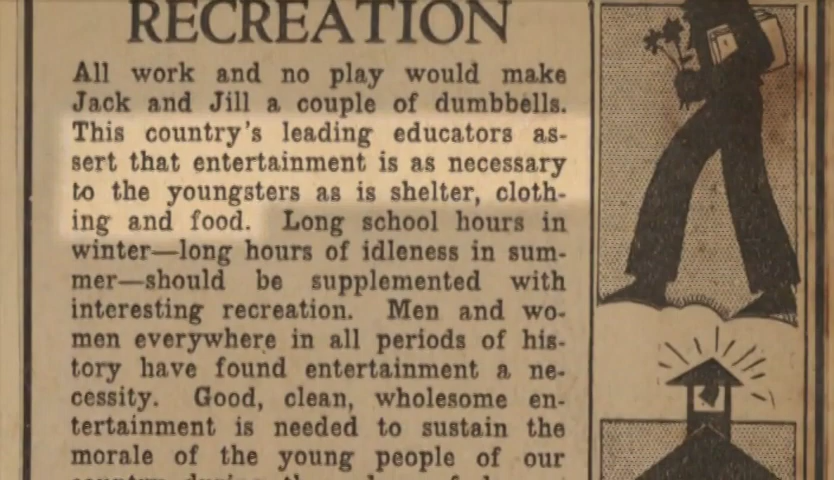 RECREATION
All work and no play would make
Jack and Jill a couple of dumbbells.
This country's leading educators as-
sert that entertainment is as necessary
to the youngsters as is shelter, cloth-
ing and food. Long school hours in
winter—long hours of idleness in sum-
mer—should be supplemented with
interesting recreation. Men and wo-
men everywhere in all periods of his-
tory have found entertainment a ne-
cessity. Good, clean, wholesome en-
tertainment is needed to sustain the
morale of the young people of our